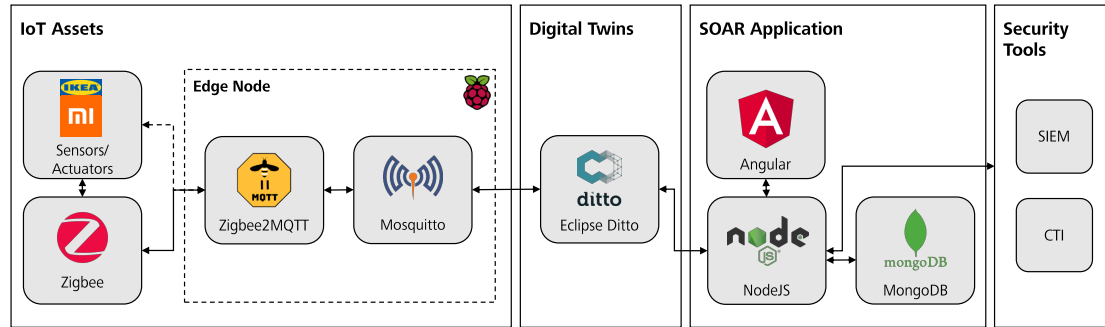 IoT Assets
Digital Twins
SOAR Application
Security
Tools
Edge Node
IKEA
mi
Sensors/
Actuators
MQTT
Zigbee2MQTT
Mosquitto
Zigbee
ditto
Eclipse Ditto
Angular
node
JS
NodeJS
mongoDB
MongoDB
SIEM
CTI